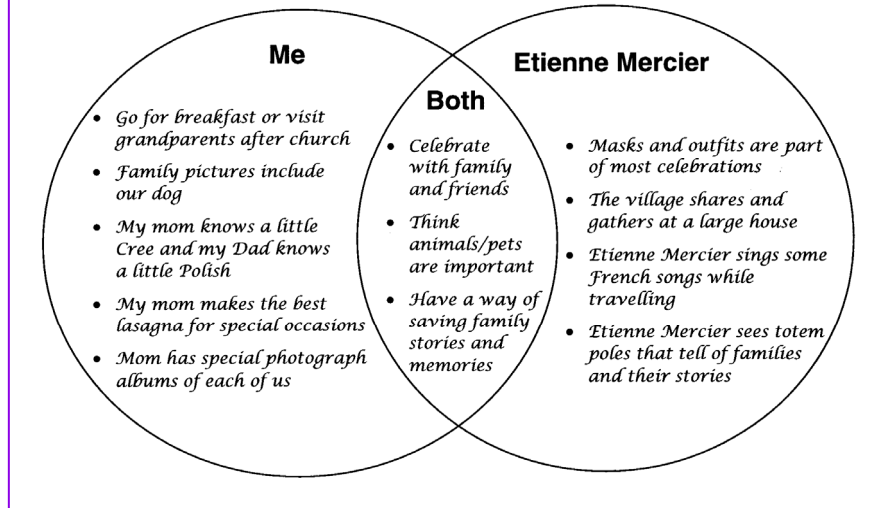 Me
• Go for breakfast or visit
grandparents after church
• Family pictures include
our dog
• My mom knows a little
Cree and my Dad knows
a little Polish
• My mom makes the best
lasagna for special occasions
• Mom has special photograph
albums of each of us
Both
• Celebrate
with family
and friends
• Think
animals/pets
are important
• Have a way of
saving family
stories and
memories
Etienne Mercier
• Masks and outfits are part
of most celebrations
• The village shares and
gathers at a large house
• Etienne Mercier sings some
French songs while
travelling
• Etienne Mercier sees totem
poles that tell of families
and their stories